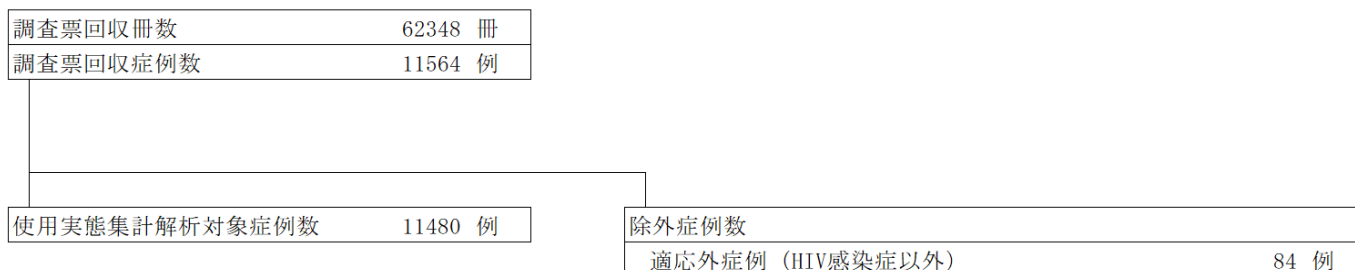 調査票回収冊数 62348 冊
調査票回収症例数 11564 例
使用実態集計解析対象症例数 11480 例
除外症例数
適応外症例 (HIV感染症以外) 84 例